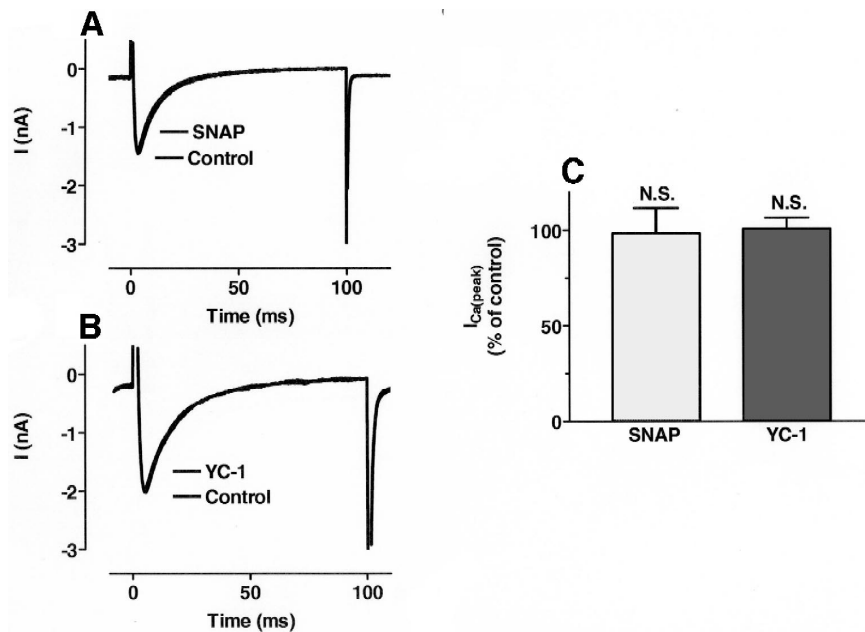 A
0
-1
-2
-3
I (nA)
SNAP
Control
0
50
100
Time (ms)
B
0
-1
-2
-3
I (nA)
YC-1
Control
0
50
100
Time (ms)
C
N.S.
N.S.
100
50
0
I Ca(peak)
(% of control)
SNAP
YC-1